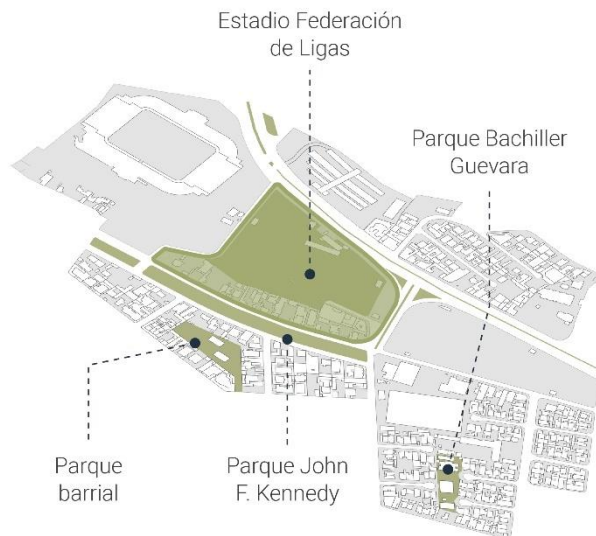 Estadio Federación
de Ligas
Parque Bachiller
Guevara
Parque
barrial
Parque John
F. Kennedy